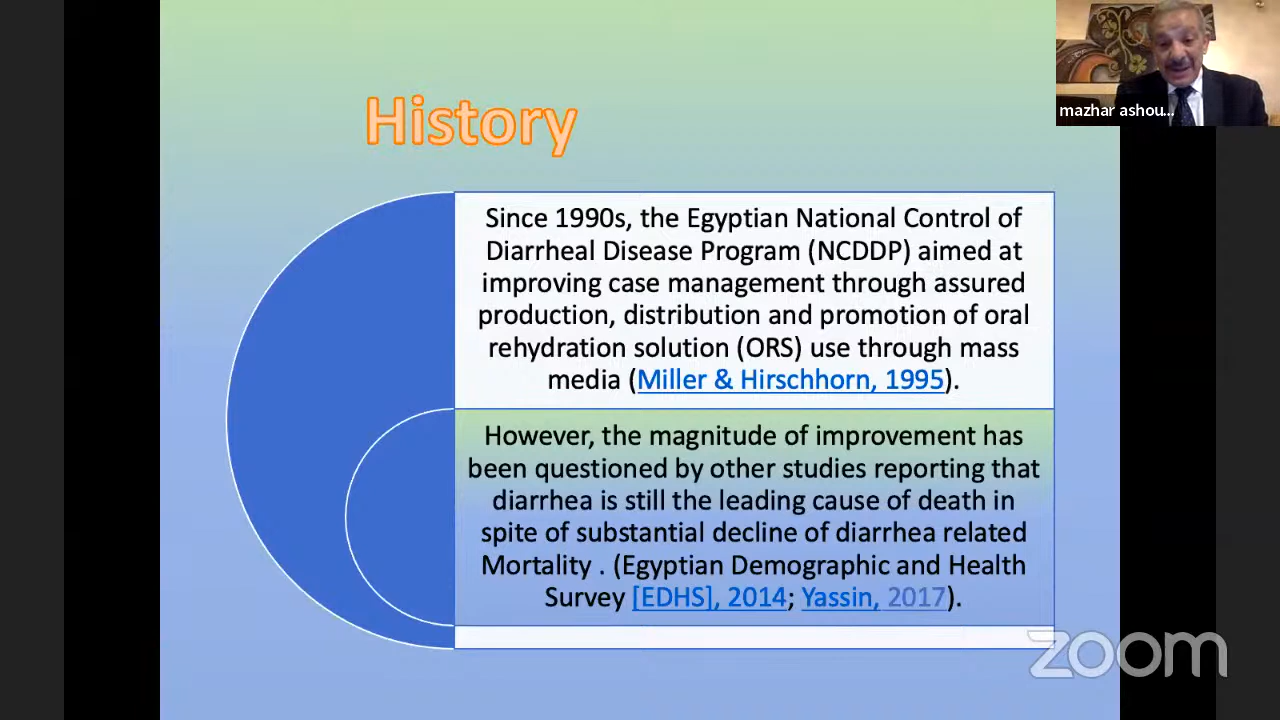 mazhar ashou...
History
Since 1990s, the Egyptian National Control of
Diarrheal Disease Program (NCDDP) aimed at
improving case management through assured
production, distribution and promotion of oral
rehydration solution (ORS) use through mass
media (Miller & Hirschhorn, 1995).
However, the magnitude of improvement has
been questioned by other studies reporting that
diarrhea is still the leading cause of death in
spite of substantial decline of diarrhea related
Mortality . (Egyptian Demographic and Health
Survey [EDHS], 2014; Yassin, 2017).
zoom